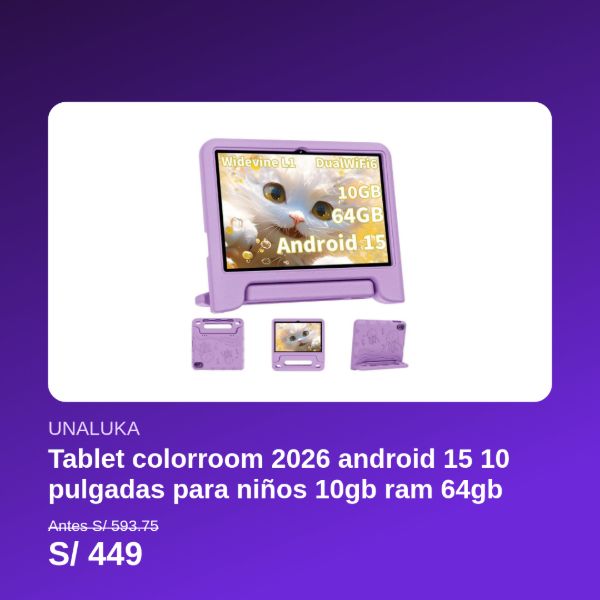 Widevine L1 DualWiFi6
10GB
64GB
Android 15
UNALUKA
Tablet colorroom 2026 android 15 10
pulgadas para niños 10gb ram 64gb
Antes S/ 593.75
S/ 449